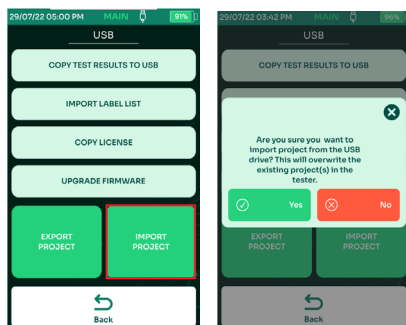 29/07/22 05:00 PM MAIN 91%
USB
COPY TEST RESULTS TO USB
IMPORT LABEL LIST
COPY LICENSE
UPGRADE FIRMWARE
EXPORT
PROJECT
IMPORT
PROJECT
Back
29/07/22 03:42 PM MAIN 96%
USB
COPY TEST RESULTS TO USB
Are you sure you want to
import project from the USB
drive? This will overwrite the
existing project(s) in the
tester.
Yes
No
EXPORT
PROJECT
IMPORT
PROJECT
Back